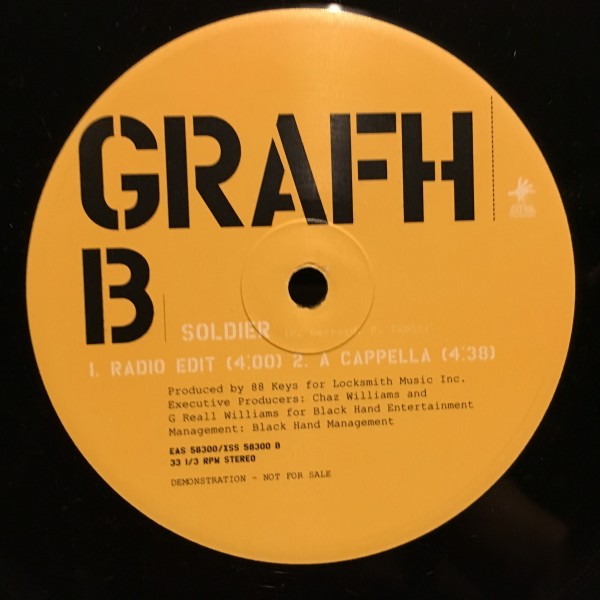 GRAFH
B
SOLDIER
1. RADIO EDIT (4:00) 2. A CAPPELLA (4:38)
Produced by 88 Keys for Locksmith Music Inc.
Executive Producers: Chaz Williams and
G Reall Williams for Black Hand Entertainment
Management: Black Hand Management
EAS 58300/XSS 58300 B
33 1/3 RPM STEREO
DEMONSTRATION - NOT FOR SALE